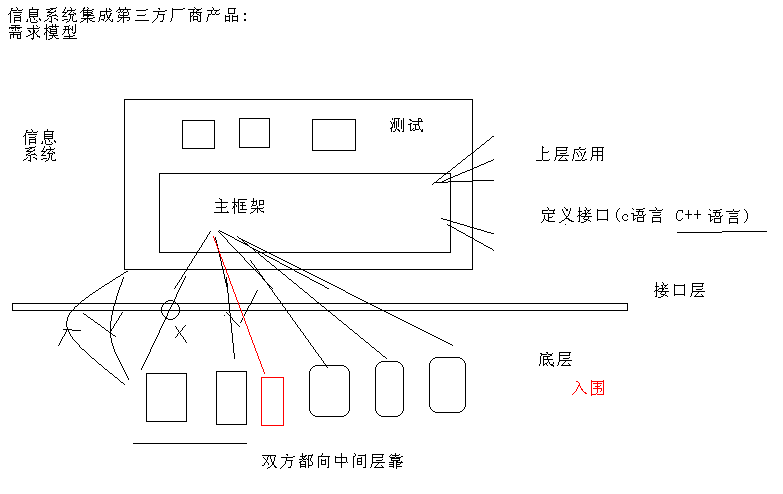 信息系统集成第三方厂商产品:
需求模型
信息
系统
测试
主框架
上层应用
定义接口(c语言 C++ 语言)
接口层
底层
入围
双方都向中间层靠